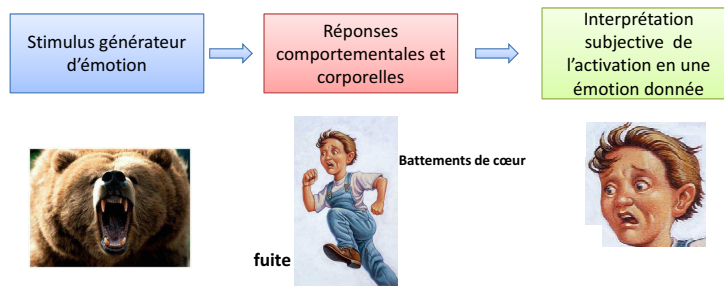 Stimulus générateur
d'émotion
Réponses
comportementales et
corporelles
Interprétation
subjective de
l'activation en une
émotion donnée
Battements de cœur
fuite